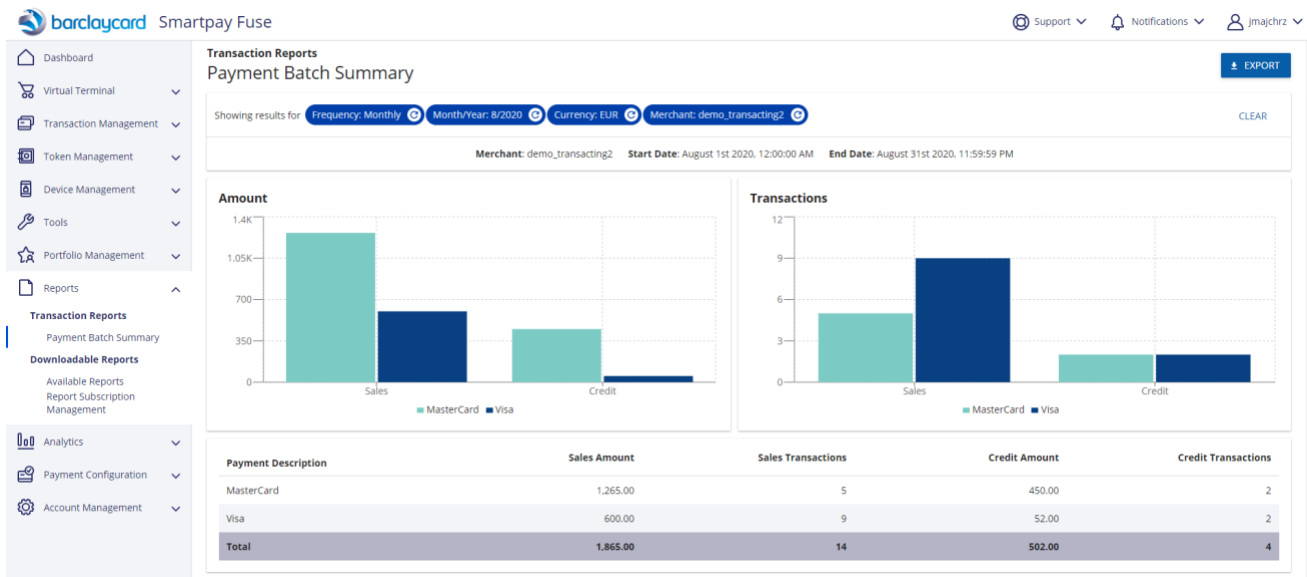 barclaycard Smartpay Fuse
Support
Notifications
jmajchrz
Dashboard
Virtual Terminal
Transaction Management
Token Management
Device Management
Tools
Portfolio Management
Reports
Transaction Reports
Payment Batch Summary
Downloadable Reports
Available Reports
Report Subscription
Management
Analytics
Payment Configuration
Account Management
Transaction Reports
Payment Batch Summary
EXPORT
Showing results for Frequency: Monthly Month/Year: 8/2020 Currency: EUR Merchant: demo_transacting2 CLEAR
Merchant: demo_transacting2 Start Date: August 1st 2020, 12:00:00 AM End Date: August 31st 2020, 11:59:59 PM
Amount
1.4K
1.05K
700
350
0
Sales Credit
MasterCard Visa
Transactions
12
9
6
3
0
Sales Credit
MasterCard Visa
Payment Description Sales Amount Sales Transactions Credit Amount Credit Transactions
MasterCard 1,265.00 5 450.00 2
Visa 600.00 9 52.00 2
Total 1,865.00 14 502.00 4